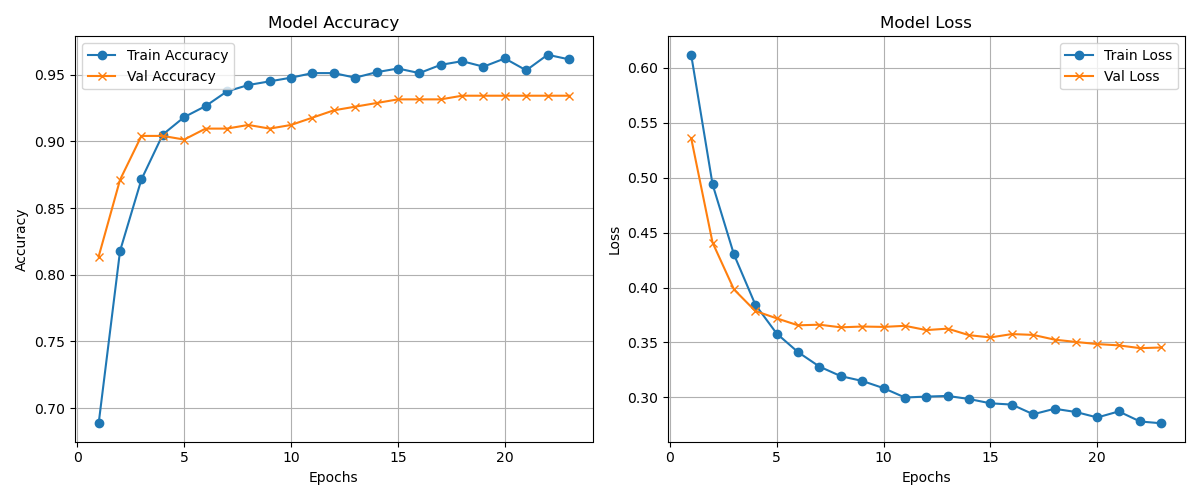 Model Accuracy
Train Accuracy
Val Accuracy
Accuracy
0.95
0.90
0.85
0.80
0.75
0.70
0 5 10 15 20
Epochs
Model Loss
Train Loss
Val Loss
Loss
0.60
0.55
0.50
0.45
0.40
0.35
0.30
0 5 10 15 20
Epochs